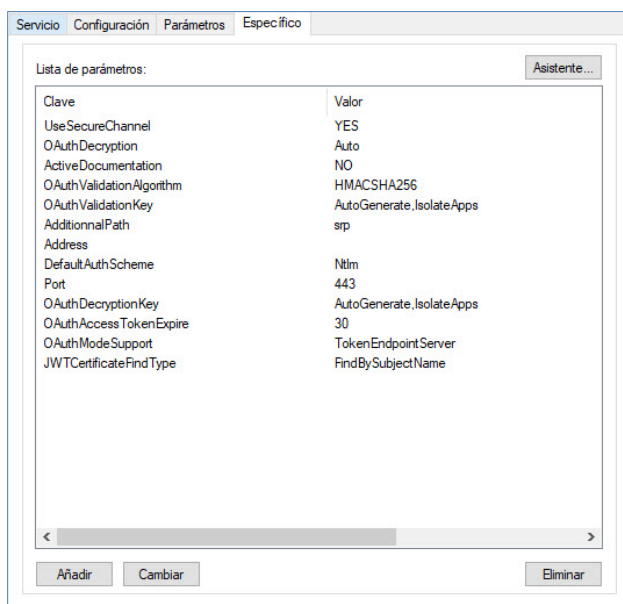 Servicio Configuración Parámetros Específico
Lista de parámetros: Asistente...
Clave Valor
UseSecureChannel YES
OAuthDecryption Auto
ActiveDocumentation NO
OAuthValidationAlgorithm HMACSHA256
OAuthValidationKey AutoGenerate,IsolateApps
AdditionnalPath srp
Address
DefaultAuthScheme Ntlm
Port 443
OAuthDecryptionKey AutoGenerate,IsolateApps
OAuthAccessTokenExpire 30
OAuthModeSupport TokenEndpointServer
JWTCertificateFindType FindBySubjectName
Añadir Cambiar Eliminar